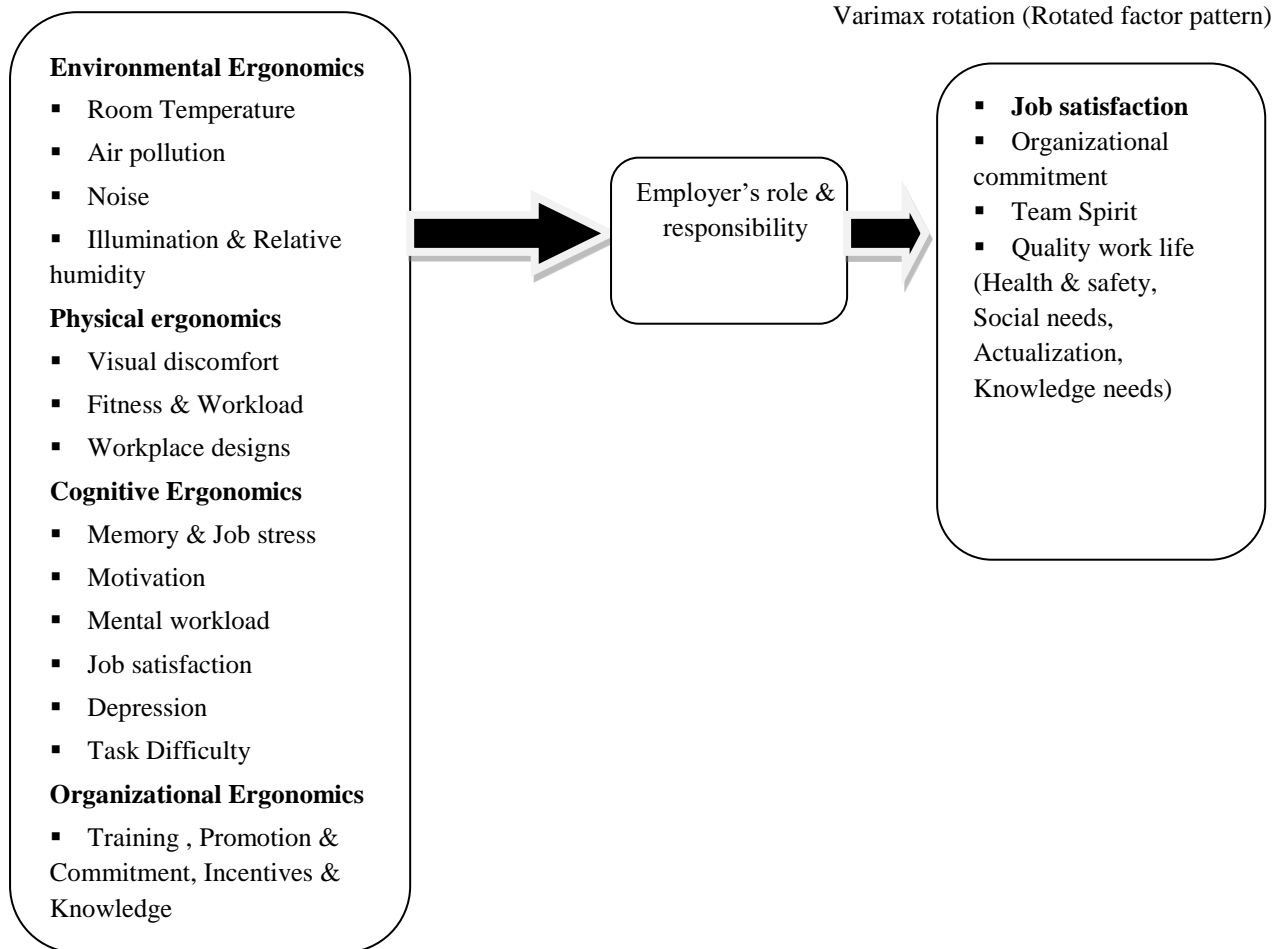 Varimax rotation (Rotated factor pattern)
Environmental Ergonomics
▪ Room Temperature
▪ Air pollution
▪ Noise
▪ Illumination & Relative
humidity
Physical ergonomics
▪ Visual discomfort
▪ Fitness & Workload
▪ Workplace designs
Cognitive Ergonomics
▪ Memory & Job stress
▪ Motivation
▪ Mental workload
▪ Job satisfaction
▪ Depression
▪ Task Difficulty
Organizational Ergonomics
▪ Training , Promotion &
Commitment, Incentives &
Knowledge
Employer’s role &
responsibility
▪ Job satisfaction
▪ Organizational
commitment
▪ Team Spirit
▪ Quality work life
(Health & safety,
Social needs,
Actualization,
Knowledge needs)